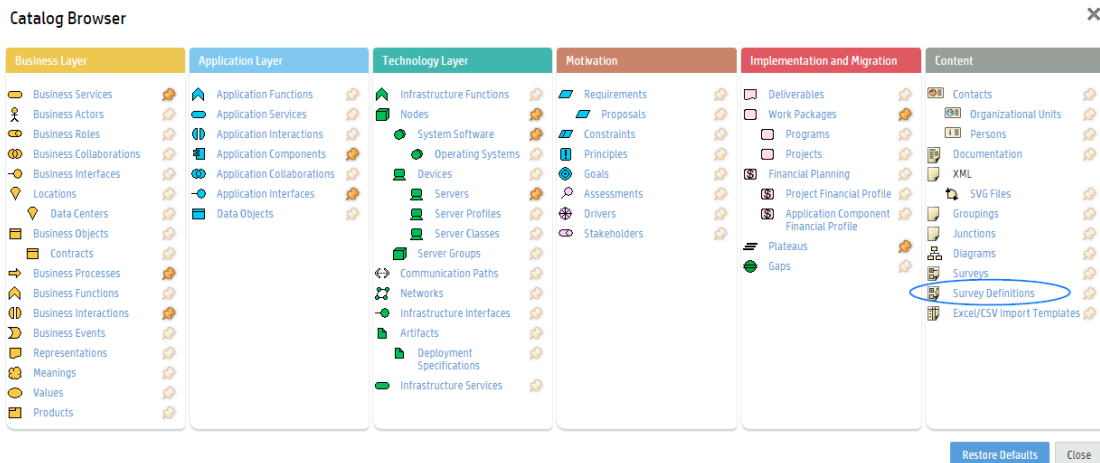 Catalog Browser
Business Layer
Business Services
Business Actors
Business Roles
Business Collaborations
Business Interfaces
Locations
Data Centers
Business Objects
Contracts
Business Processes
Business Functions
Business Interactions
Business Events
Representations
Meanings
Values
Products
Application Layer
Application Functions
Application Services
Application Interactions
Application Components
Application Collaborations
Application Interfaces
Data Objects
Technology Layer
Infrastructure Functions
Nodes
System Software
Operating Systems
Devices
Servers
Server Profiles
Server Classes
Server Groups
Communication Paths
Networks
Infrastructure Interfaces
Artifacts
Deployment
Specifications
Infrastructure Services
Motivation
Requirements
Proposals
Constraints
Principles
Goals
Assessments
Drivers
Stakeholders
Implementation and Migration
Deliverables
Work Packages
Programs
Projects
Financial Planning
Project Financial Profile
Application Component
Financial Profile
Plateaus
Gaps
Content
Contacts
Organizational Units
Persons
Documentation
XML
SVG Files
Groupings
Junctions
Diagrams
Surveys
Survey Definitions
Excel/CSV Import Templates
Restore Defaults
Close